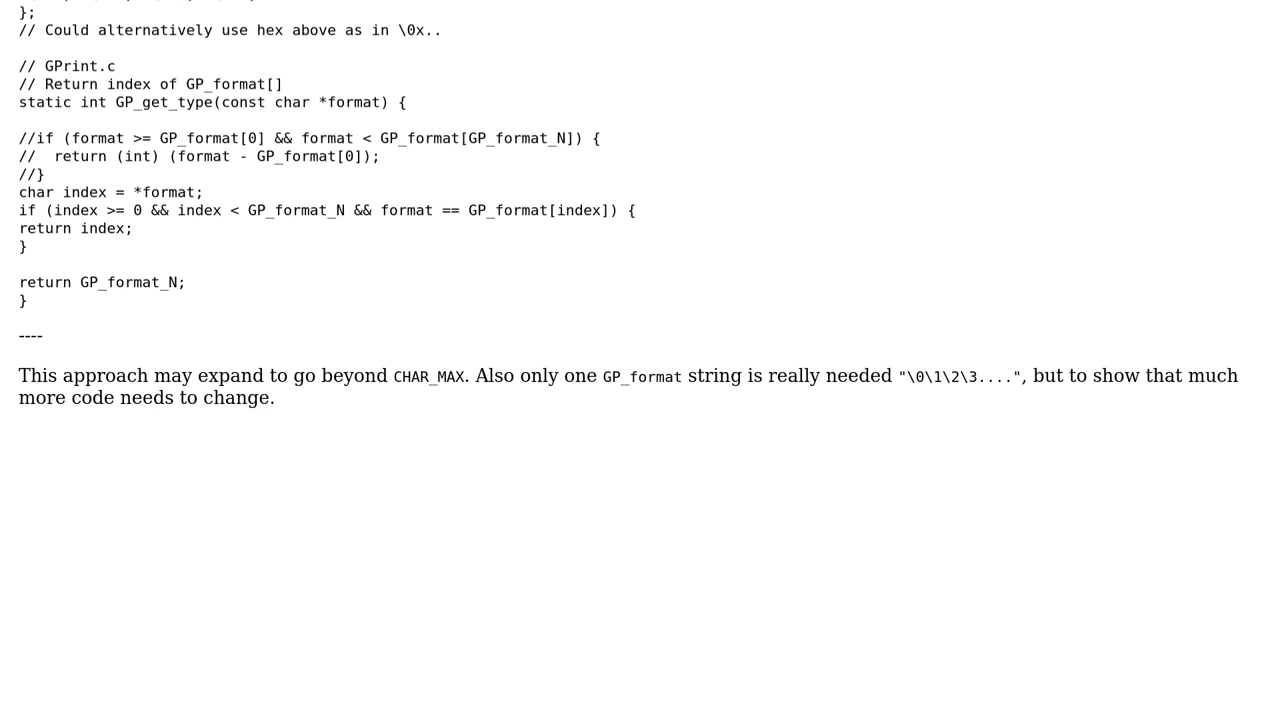 };
// Could alternatively use hex above as in \0x..
// GPrint.c
// Return index of GP_format[]
static int GP_get_type(const char *format) {
//if (format >= GP_format[0] && format < GP_format[GP_format_N]) {
//  return (int) (format - GP_format[0]);
//}
char index = *format;
if (index >= 0 && index < GP_format_N && format == GP_format[index]) {
return index;
}
return GP_format_N;
}
----
This approach may expand to go beyond CHAR_MAX. Also only one GP_format string is really needed "\0\1\2\3....", but to show that much
more code needs to change.